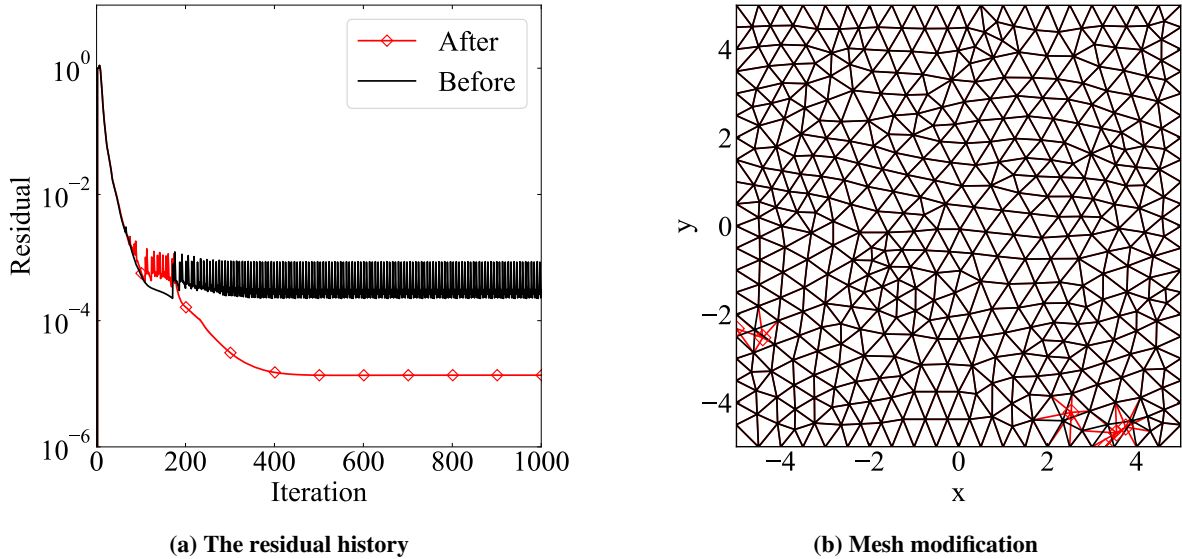 After
Before
10^0
10^-2
10^-4
10^-6
Residual
0 200 400 600 800 1000
Iteration
(a) The residual history
4
2
0
−2
−4
y
−4 −2 0 2 4
x
(b) Mesh modification